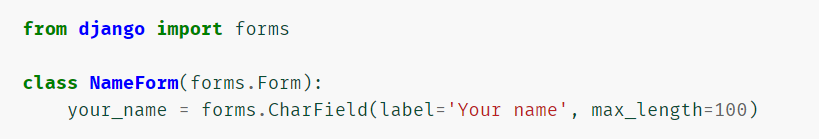 from django import forms

class NameForm(forms.Form):
    your_name = forms.CharField(label='Your name', max_length=100)